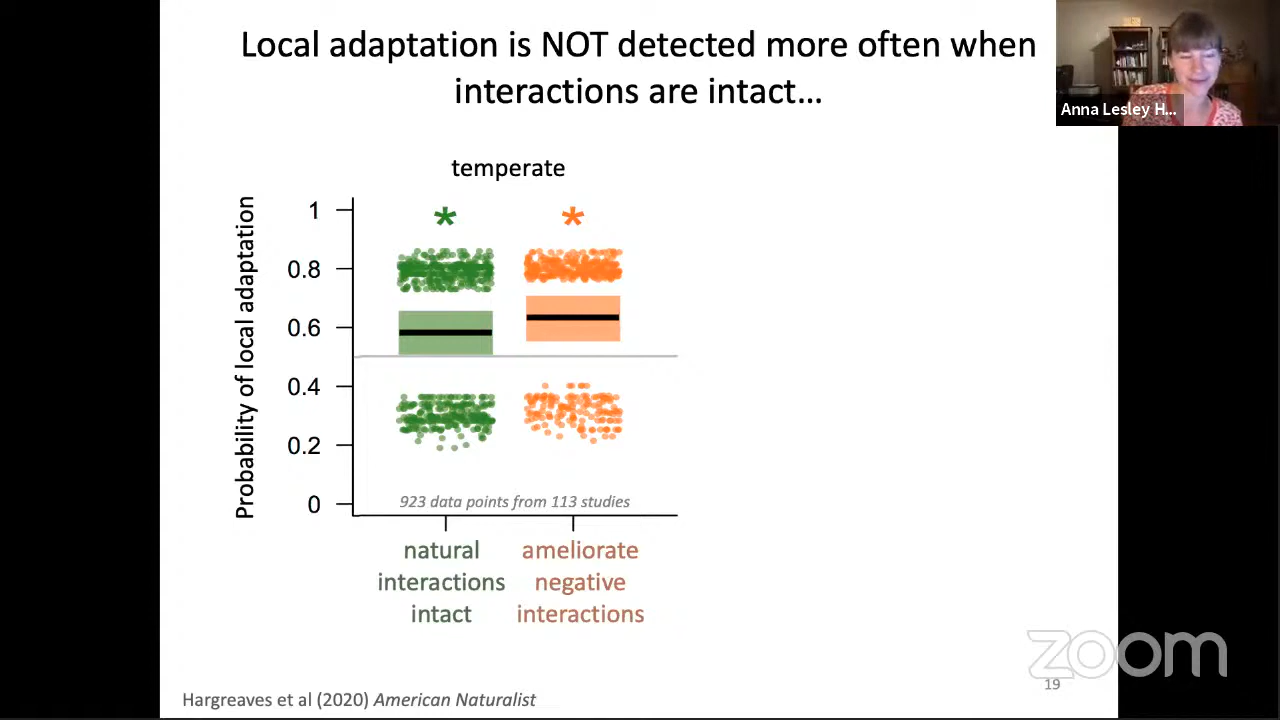 Local adaptation is NOT detected more often when
interactions are intact…
Anna Lesley H...
temperate
Probability of local adaptation
1
0.8
0.6
0.4
0.2
0
* *
923 data points from 113 studies
natural
interactions
intact
ameliorate
negative
interactions
zoom
19
Hargreaves et al (2020) American Naturalist